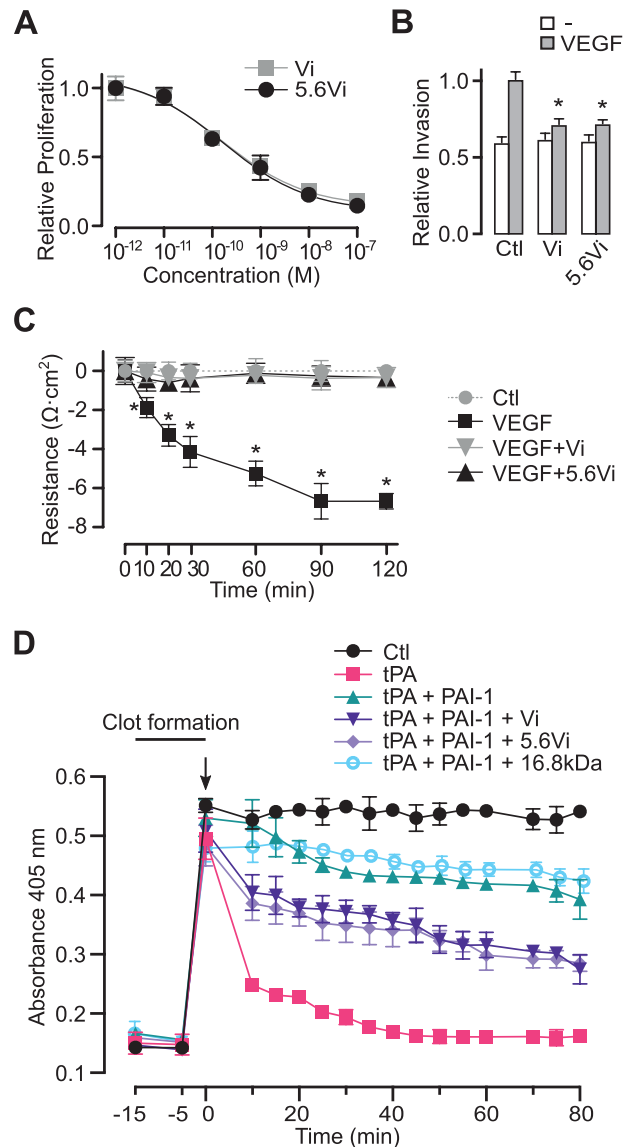 A
Vi
5.6Vi
Relative Proliferation
1.0
0.5
0.0
10-12 10-11 10-10 10-9 10-8 10-7
Concentration (M)
B
-
VEGF
Relative Invasion
1.0
0.5
0.0
* *
Ctl Vi 5.6Vi
C
Resistance (Ω·cm2)
0
-2
-4
-6
-8
* * * * * *
0 10 20 30 60 90 120
Time (min)
Ctl
VEGF
VEGF+Vi
VEGF+5.6Vi
D
Ctl
tPA
tPA + PAI-1
tPA + PAI-1 + Vi
tPA + PAI-1 + 5.6Vi
tPA + PAI-1 + 16.8kDa
Clot formation
Absorbance 405 nm
0.6
0.5
0.4
0.3
0.2
0.1
-15 -5 0 20 40 60 80
Time (min)